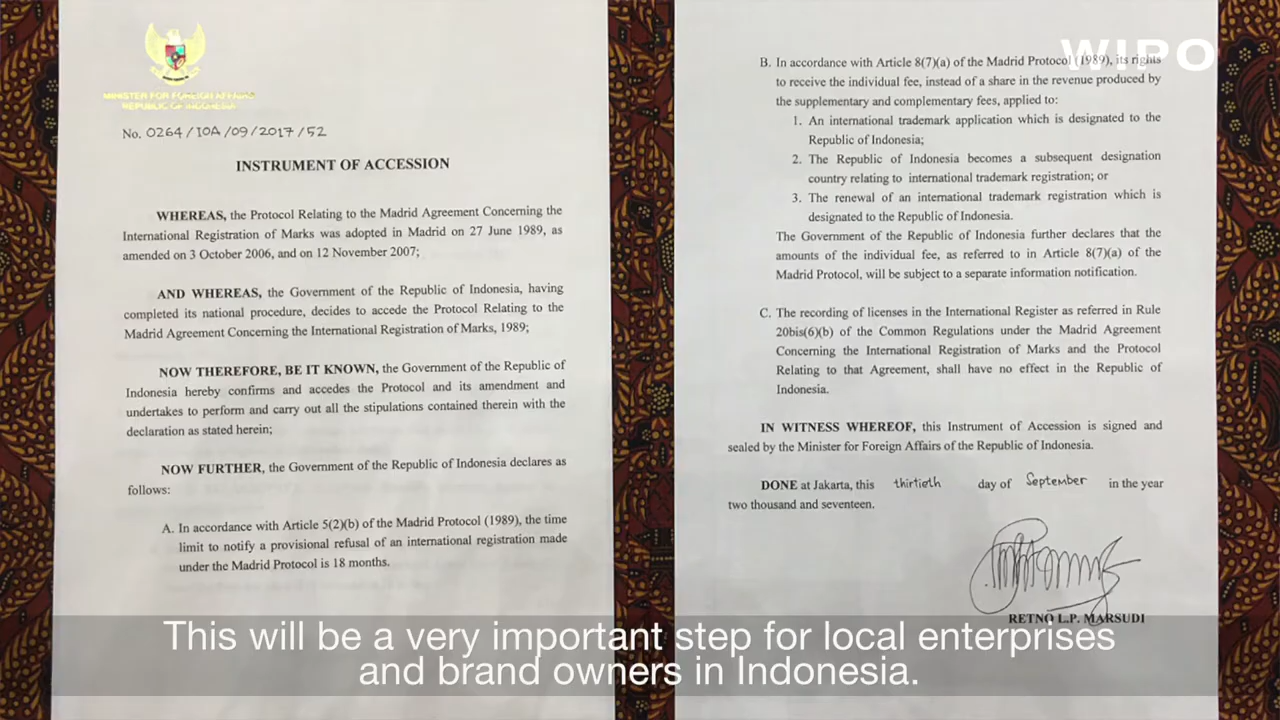 MINISTER FOR FOREIGN AFFAIRS
REPUBLIC OF INDONESIA
No. 0264/IOA/09/2017/52
INSTRUMENT OF ACCESSION
WHEREAS, the Protocol Relating to the Madrid Agreement Concerning the
International Registration of Marks was adopted in Madrid on 27 June 1989, as
amended on 3 October 2006, and on 12 November 2007;
AND WHEREAS, the Government of the Republic of Indonesia, having
completed its national procedure, decides to accede the Protocol Relating to the
Madrid Agreement Concerning the International Registration of Marks, 1989;
NOW THEREFORE, BE IT KNOWN, the Government of the Republic of
Indonesia hereby confirms and accedes the Protocol and its amendment and
undertakes to perform and carry out all the stipulations contained therein with the
declaration as stated herein;
NOW FURTHER, the Government of the Republic of Indonesia declares as
follows:
A. In accordance with Article 5(2)(b) of the Madrid Protocol (1989), the time
limit to notify a provisional refusal of an international registration made
under the Madrid Protocol is 18 months.
WIPO
B. In accordance with Article 8(7)(a) of the Madrid Protocol (1989), its rights
to receive the individual fee, instead of a share in the revenue produced by
the supplementary and complementary fees, applied to:
1. An international trademark application which is designated to the
Republic of Indonesia;
2. The Republic of Indonesia becomes a subsequent designation
country relating to international trademark registration; or
3. The renewal of an international trademark registration which is
designated to the Republic of Indonesia.
The Government of the Republic of Indonesia further declares that the
amounts of the individual fee, as referred to in Article 8(7)(a) of the
Madrid Protocol, will be subject to a separate information notification.
C. The recording of licenses in the International Register as referred in Rule
20bis(6)(b) of the Common Regulations under the Madrid Agreement
Concerning the International Registration of Marks and the Protocol
Relating to that Agreement, shall have no effect in the Republic of
Indonesia.
IN WITNESS WHEREOF, this Instrument of Accession is signed and
sealed by the Minister for Foreign Affairs of the Republic of Indonesia.
DONE at Jakarta, this thirtieth day of September in the year
two thousand and seventeen.
RETNO L.P. MARSUDI
This will be a very important step for local enterprises
and brand owners in Indonesia.